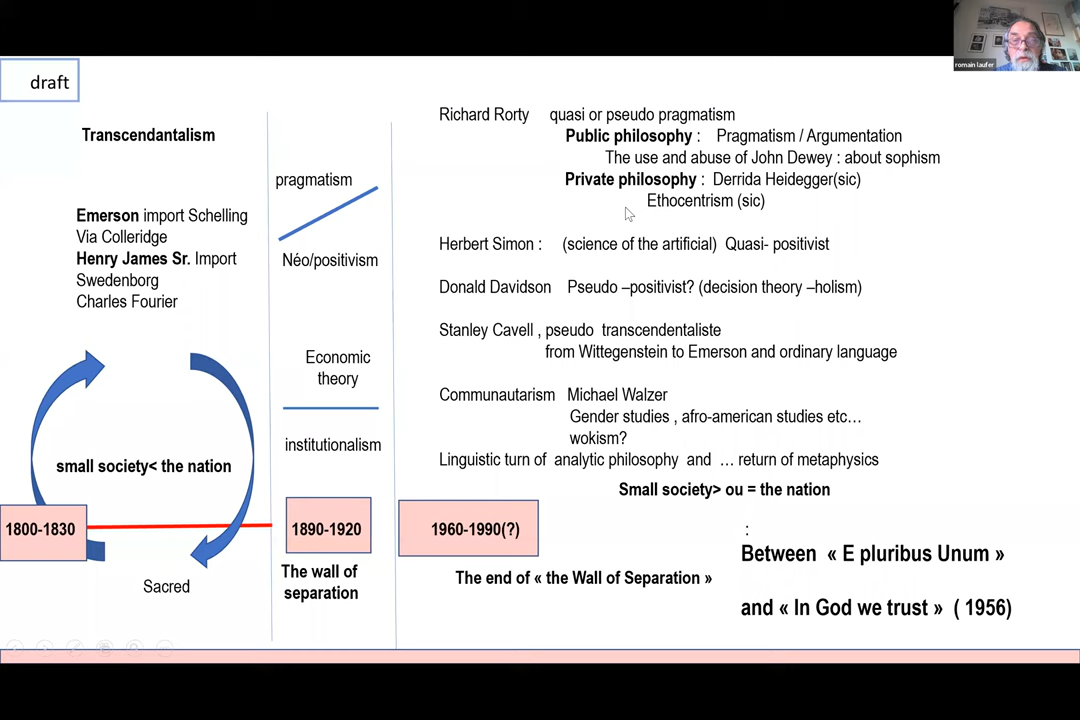 romain laufer
draft
Transcendantalism
Emerson import Schelling
Via Colleridge
Henry James Sr. Import
Swedenborg
Charles Fourier
small society< the nation
1800-1830
Sacred
pragmatism
Néo/positivism
Economic
theory
institutionalism
1890-1920
The wall of
separation
Richard Rorty quasi or pseudo pragmatism
Public philosophy : Pragmatism / Argumentation
The use and abuse of John Dewey : about sophism
Private philosophy : Derrida Heidegger(sic)
Ethocentrism (sic)
Herbert Simon : (science of the artificial) Quasi- positivist
Donald Davidson Pseudo –positivist? (decision theory –holism)
Stanley Cavell , pseudo transcendentaliste
from Wittegenstein to Emerson and ordinary language
Communautarism Michael Walzer
Gender studies , afro-american studies etc…
wokism?
Linguistic turn of analytic philosophy and … return of metaphysics
Small society> ou = the nation
1960-1990(?)
The end of « the Wall of Separation »
:
Between « E pluribus Unum »
and « In God we trust » ( 1956)